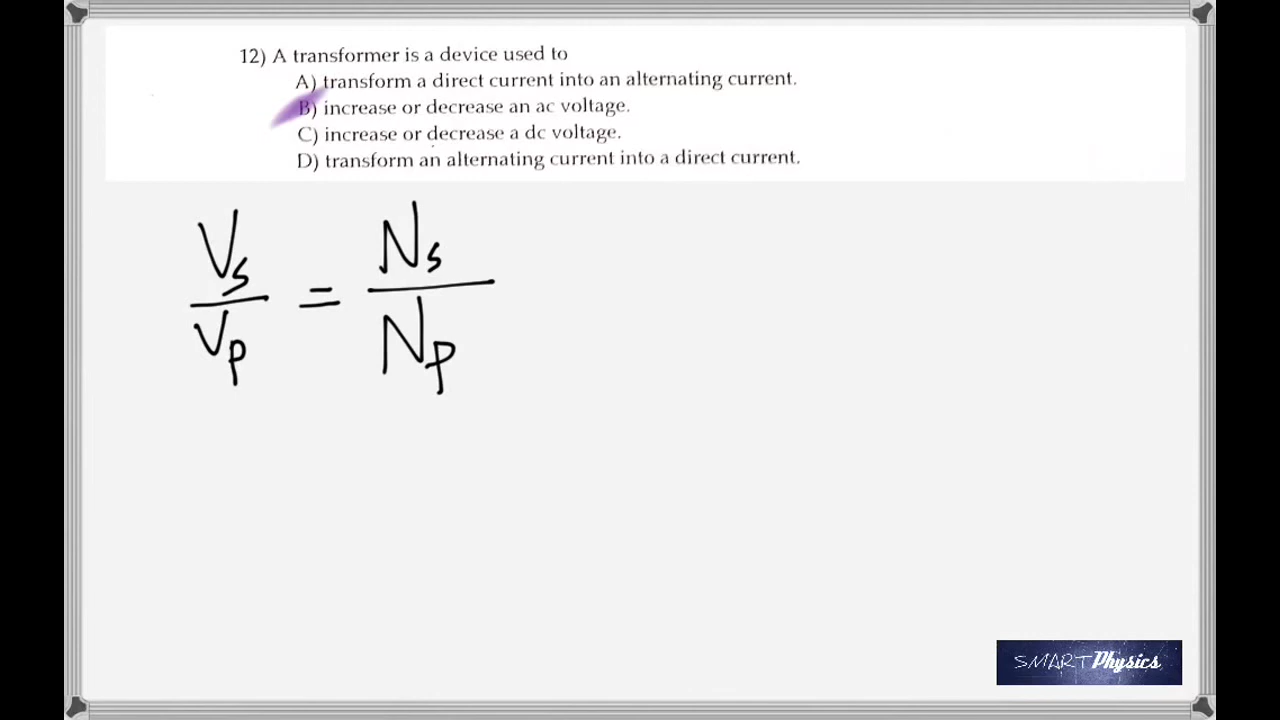 12) A transformer is a device used to
A) transform a direct current into an alternating current.
B) increase or decrease an ac voltage.
C) increase or decrease a dc voltage.
D) transform an alternating current into a direct current.
Vs/Vp = Ns/Np
SMART Physics